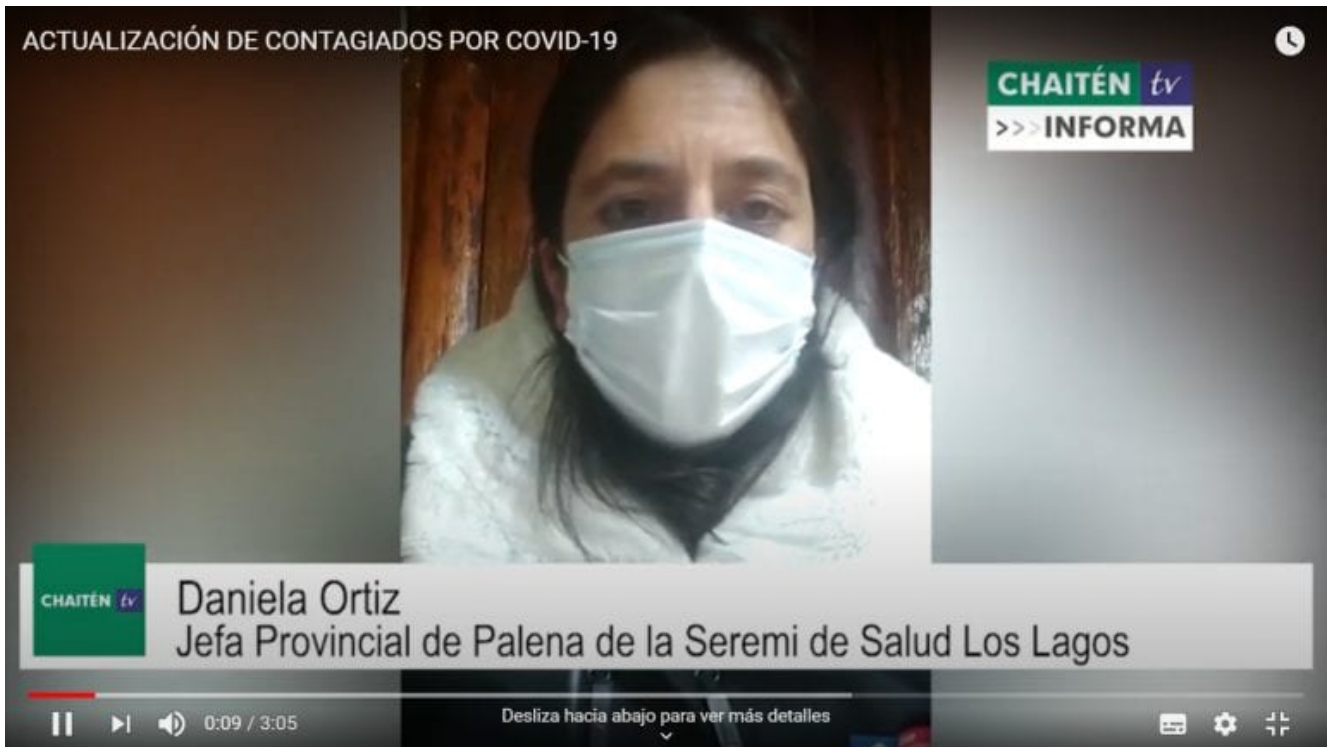 ACTUALIZACIÓN DE CONTAGIADOS POR COVID-19
CHAITÉN tv
>>>INFORMA
CHAITÉN tv
Daniela Ortiz
Jefa Provincial de Palena de la Seremi de Salud Los Lagos
0:09 / 3:05
Desliza hacia abajo para ver más detalles